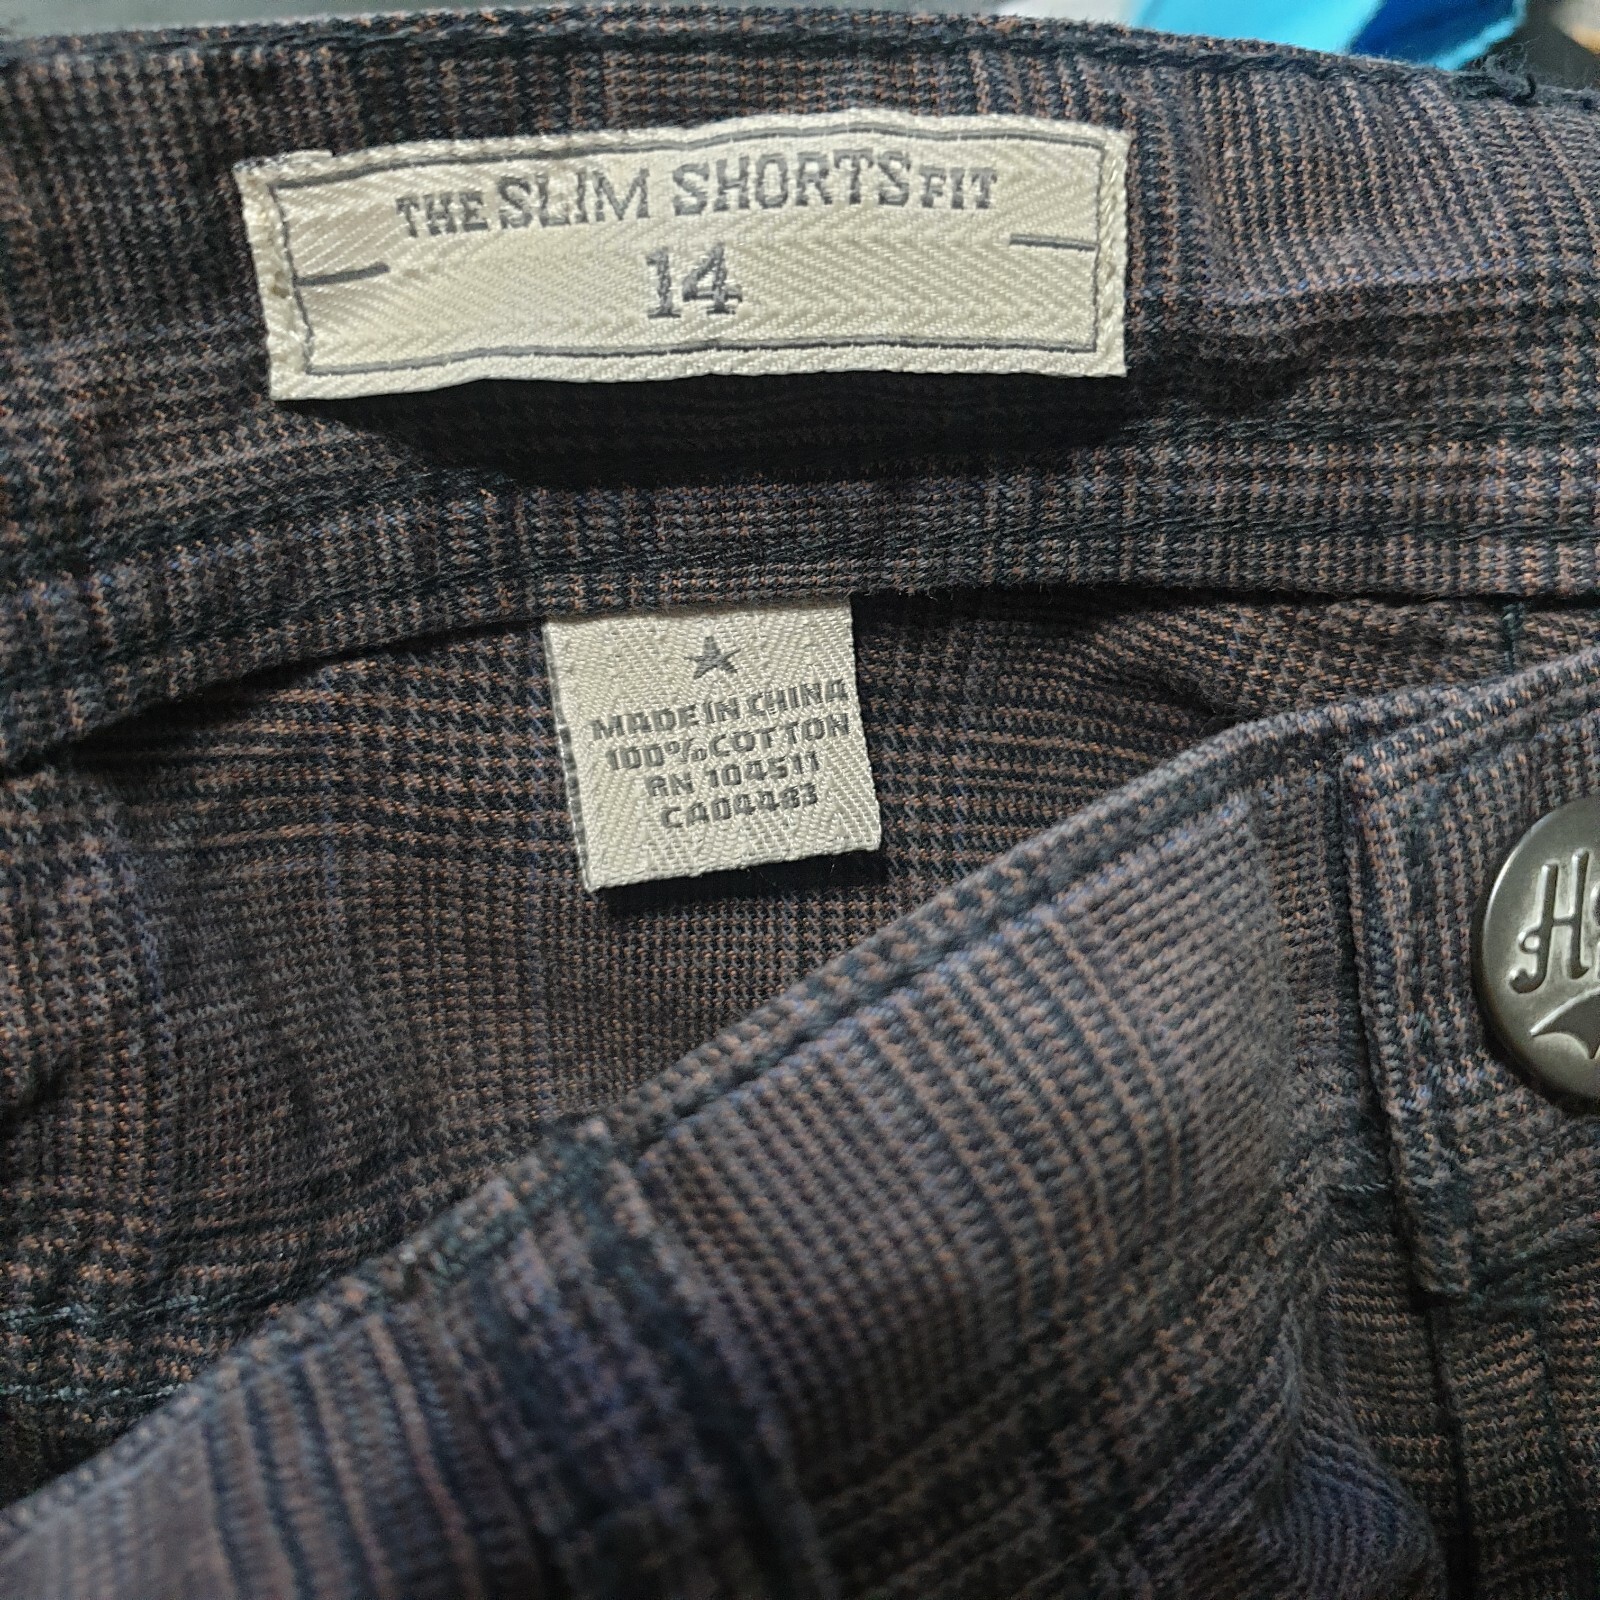 THE SLIM SHORTS FIT
14
MADE IN CHINA
100% COTTON
RN 104511
CA04483